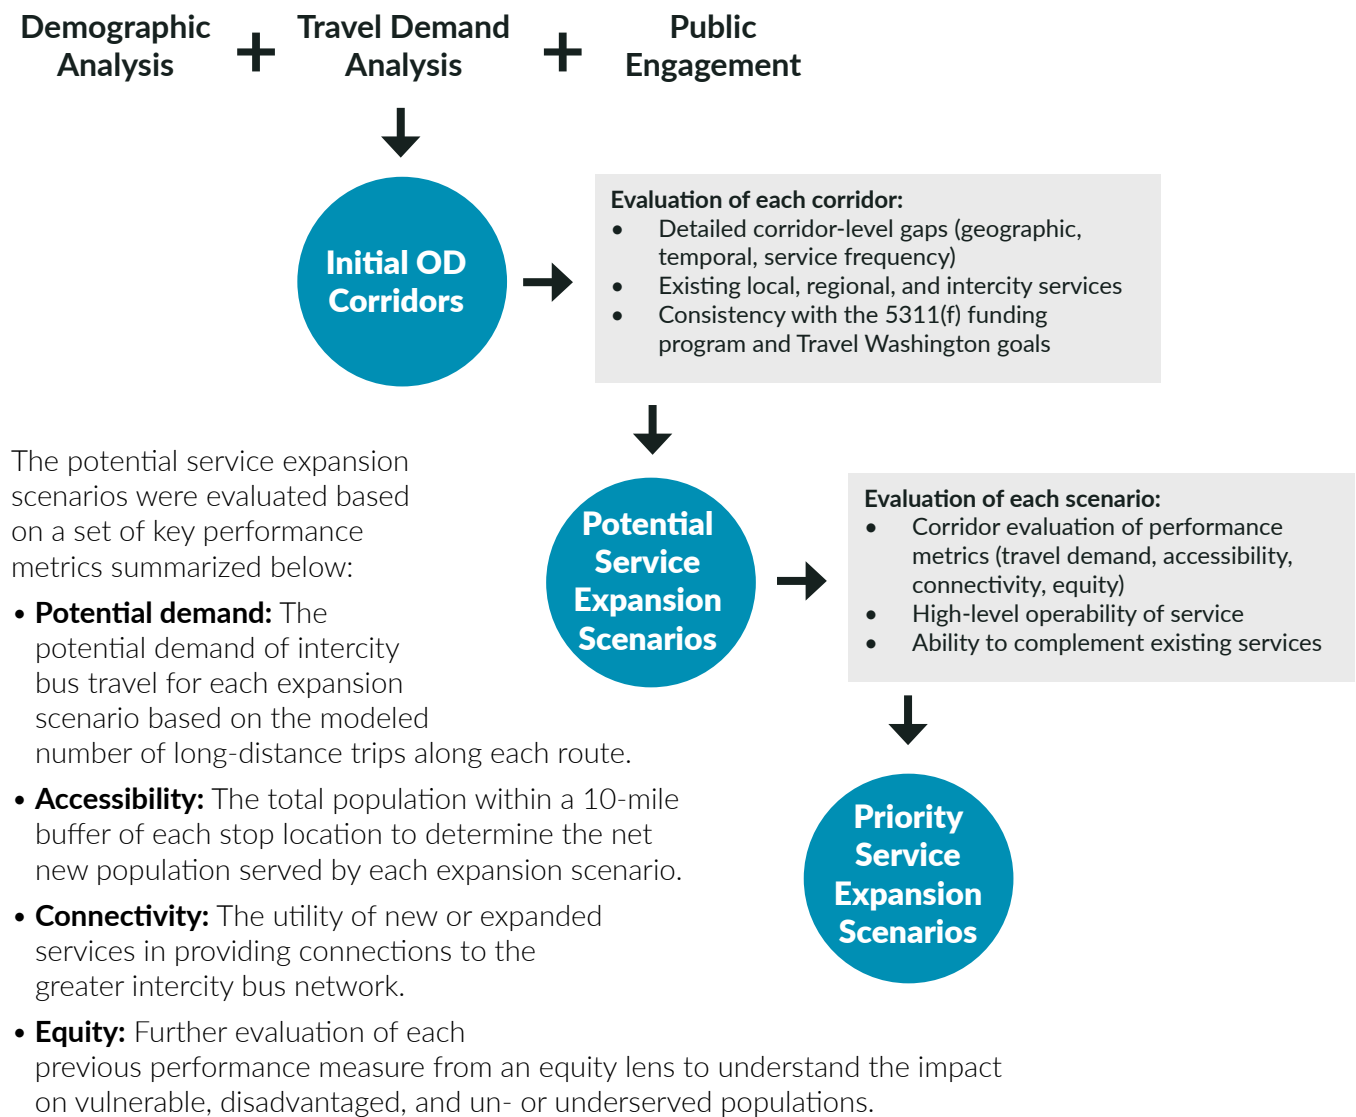 Demographic
Analysis
+
Travel Demand
Analysis
+
Public
Engagement
Initial OD
Corridors
Evaluation of each corridor:
• Detailed corridor-level gaps (geographic,
temporal, service frequency)
• Existing local, regional, and intercity services
• Consistency with the 5311(f) funding
program and Travel Washington goals
The potential service expansion
scenarios were evaluated based
on a set of key performance
metrics summarized below:
Potential
Service
Expansion
Scenarios
Evaluation of each scenario:
• Corridor evaluation of performance
metrics (travel demand, accessibility,
connectivity, equity)
• High-level operability of service
• Ability to complement existing services
• Potential demand: The
potential demand of intercity
bus travel for each expansion
scenario based on the modeled
number of long-distance trips along each route.
• Accessibility: The total population within a 10-mile
buffer of each stop location to determine the net
new population served by each expansion scenario.
Priority
Service
Expansion
Scenarios
• Connectivity: The utility of new or expanded
services in providing connections to the
greater intercity bus network.
• Equity: Further evaluation of each
previous performance measure from an equity lens to understand the impact
on vulnerable, disadvantaged, and un- or underserved populations.